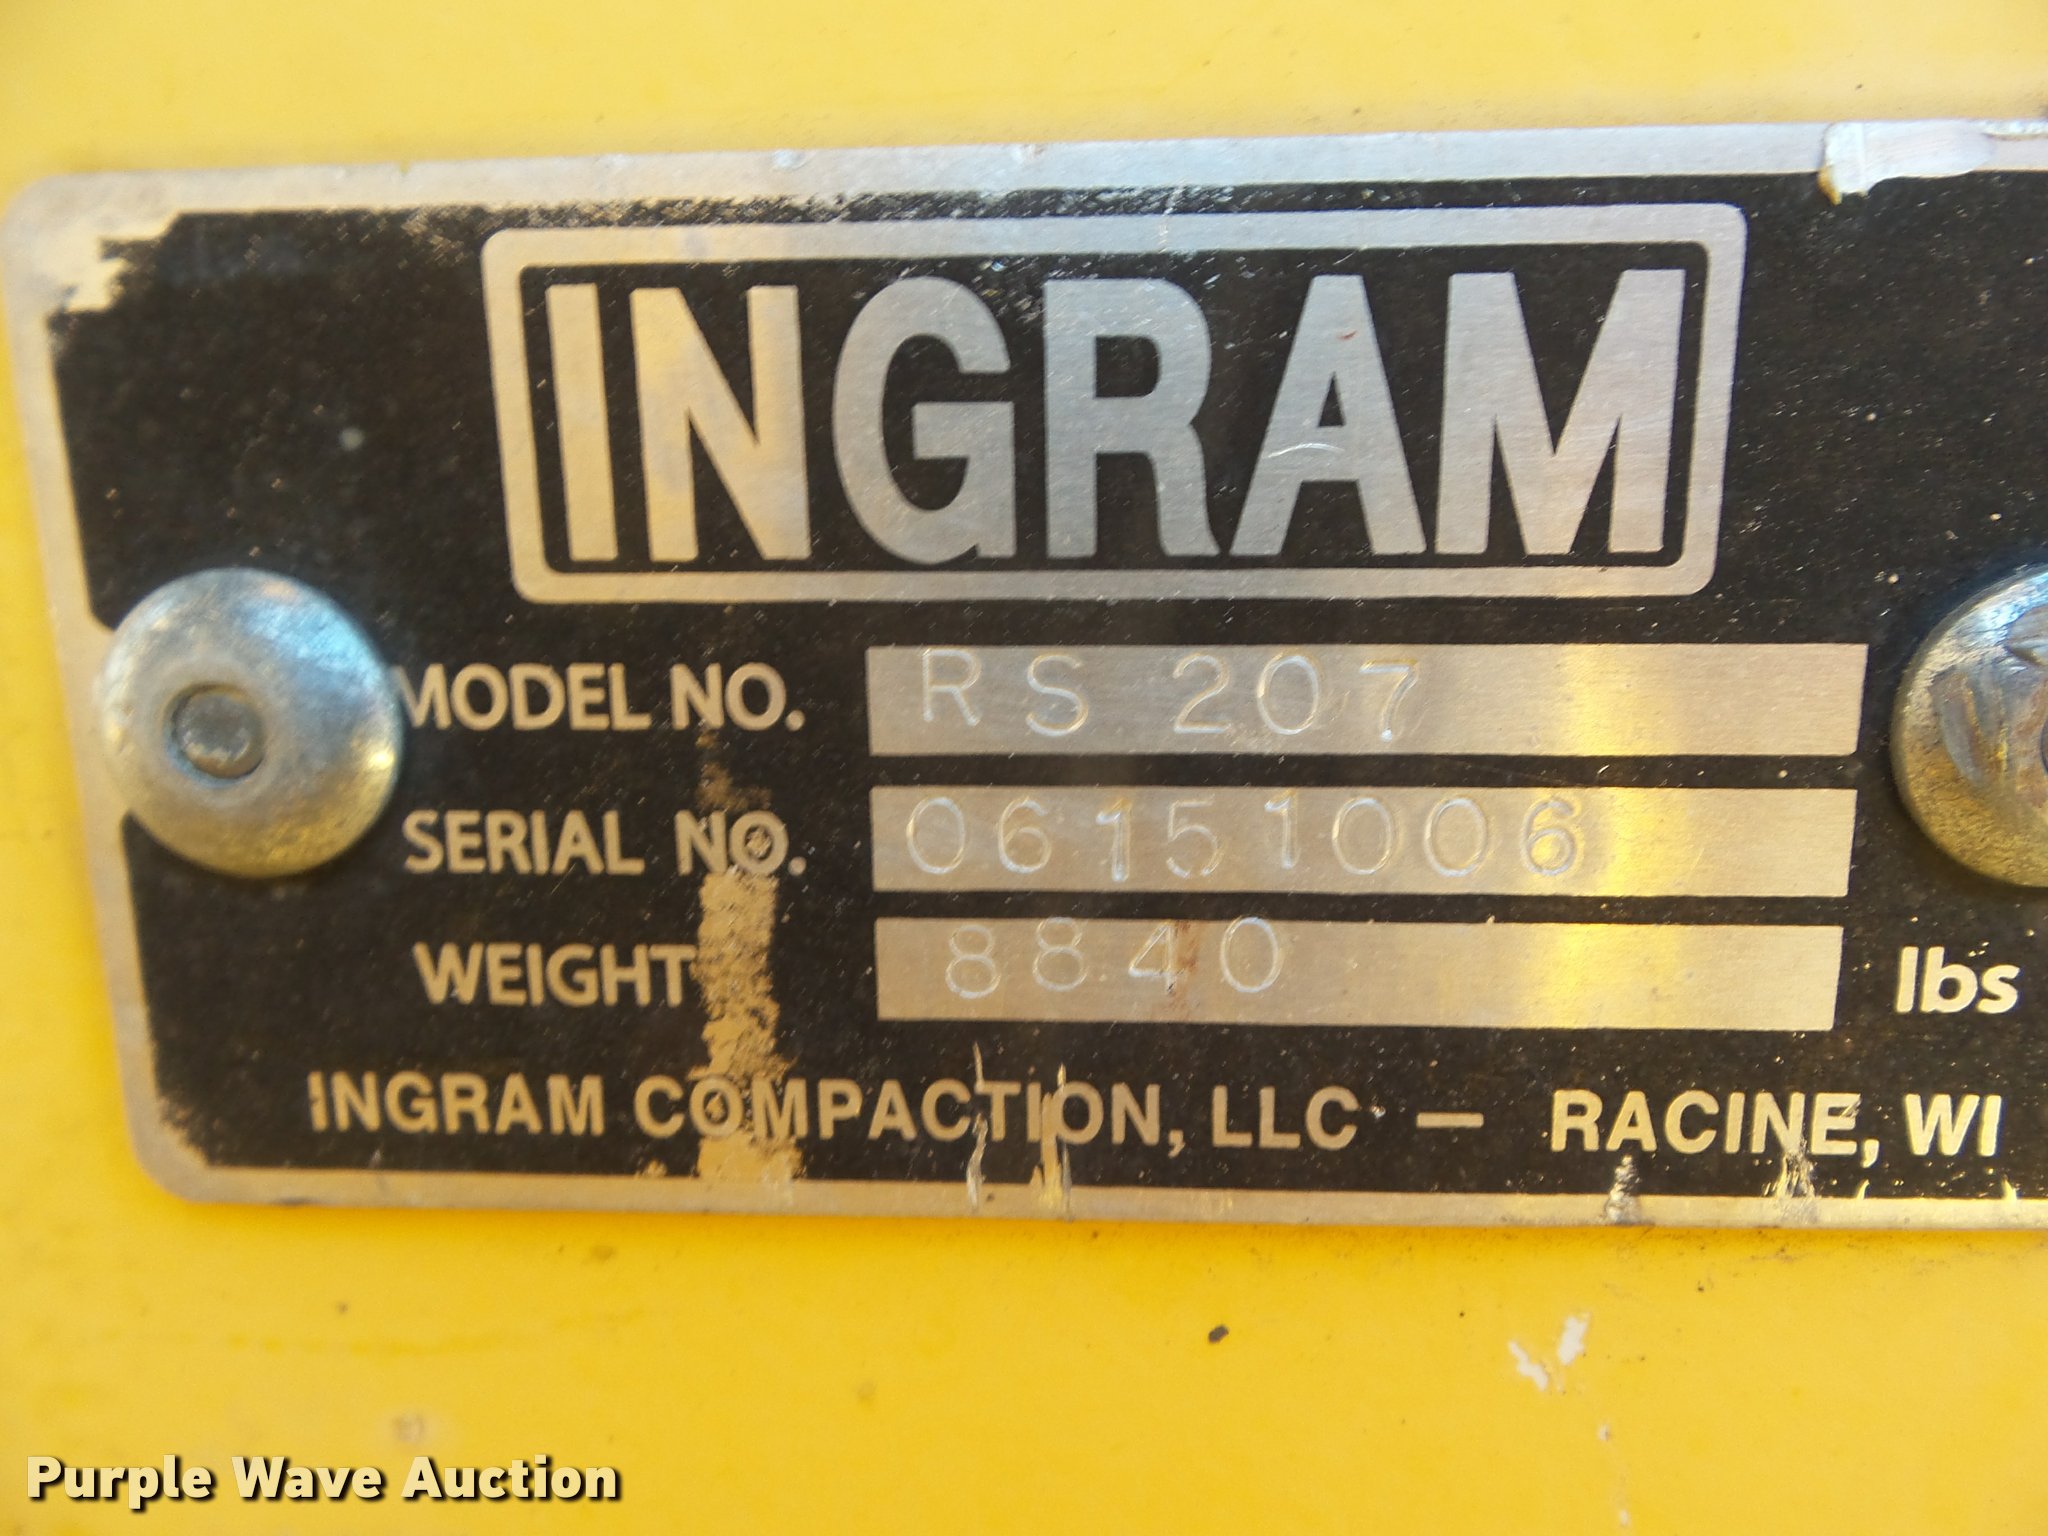 INGRAM
MODEL NO. RS 207
SERIAL NO. 06151006
WEIGHT 8840 lbs
INGRAM COMPACTION, LLC — RACINE, WI
Purple Wave Auction